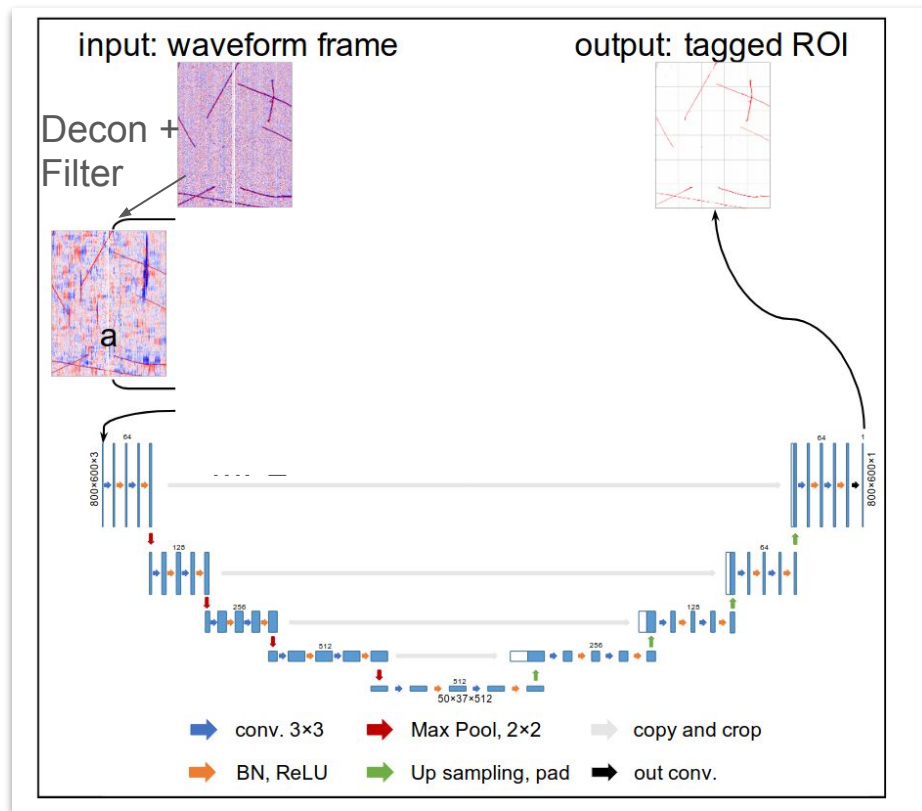 input: waveform frame
output: tagged ROI
Decon +
Filter
a
64
800×600×3
64
1
800×600×1
128
64
256
128
512
256
512
50×37×512
conv. 3×3
Max Pool, 2×2
copy and crop
BN, ReLU
Up sampling, pad
out conv.